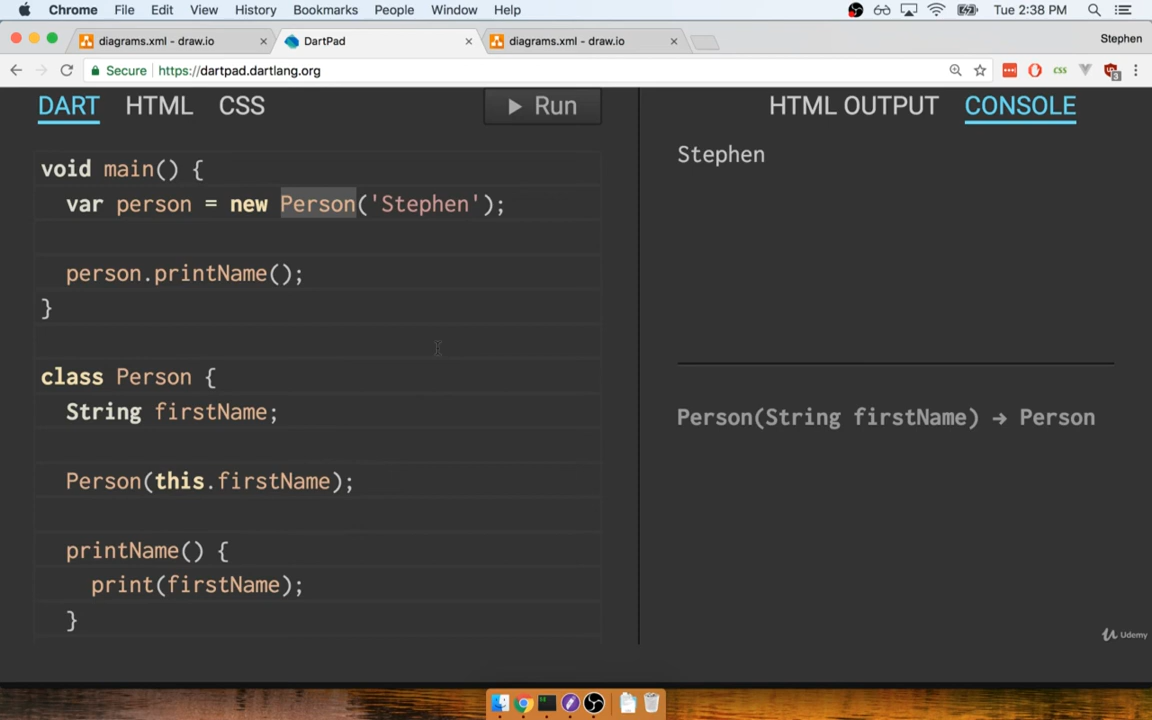 Chrome File Edit View History Bookmarks People Window Help Tue 2:38 PM
diagrams.xml - draw.io
DartPad
diagrams.xml - draw.io
Stephen
Secure https://dartpad.dartlang.org
css
3
DART HTML CSS
Run
HTML OUTPUT CONSOLE
void main() {
var person = new Person('Stephen');
person.printName();
}
class Person {
String firstName;
Person(this.firstName);
printName() {
print(firstName);
}
Stephen
Person(String firstName) → Person
Udemy